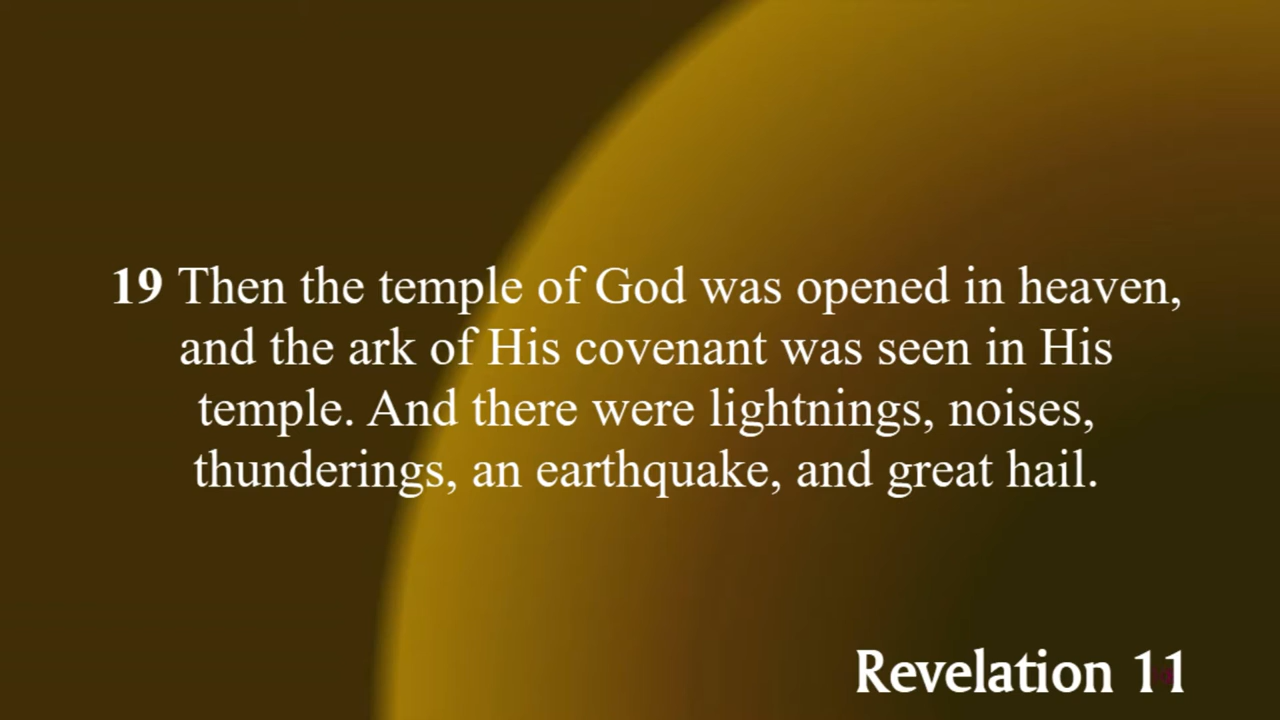 19 Then the temple of God was opened in heaven,
and the ark of His covenant was seen in His
temple. And there were lightnings, noises,
thunderings, an earthquake, and great hail.
Revelation 11